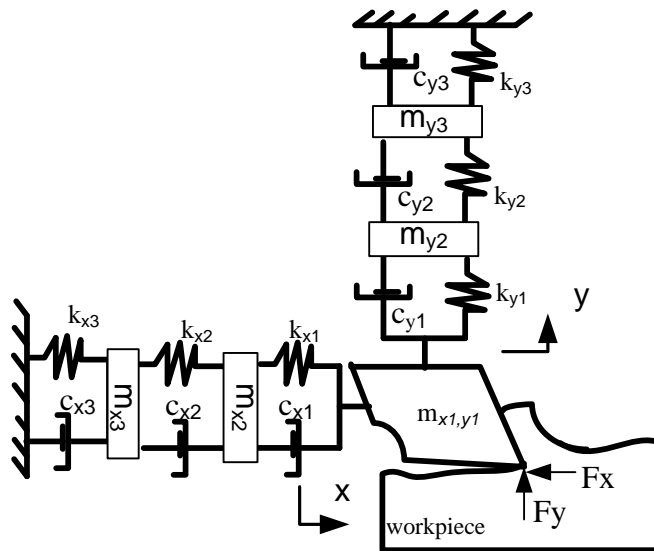 cy3
ky3
my3
cy2
ky2
my2
cy1
ky1
y
kx3
kx2
kx1
cx3
mx3
cx2
mx2
cx1
mx1,y1
x
Fx
Fy
workpiece